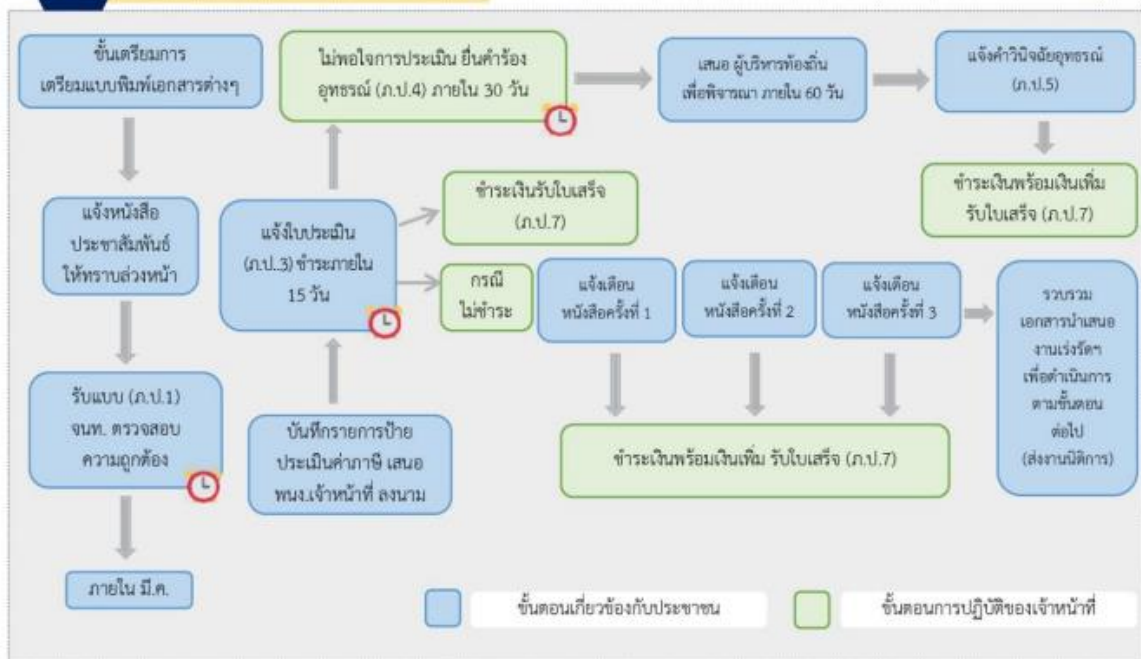 ขั้นเตรียมการ
เตรียมแบบพิมพ์เอกสารต่างๆ
ไม่พอใจการประเมิน ยื่นคำร้อง
อุทธรณ์ (ภ.ป.4) ภายใน 30 วัน
เสนอ ผู้บริหารท้องถิ่น
เพื่อพิจารณา ภายใน 60 วัน
แจ้งคำวินิจฉัยอุทธรณ์
(ภ.ป.5)
แจ้งหนังสือ
ประชาสัมพันธ์
ให้ทราบล่วงหน้า
แจ้งใบประเมิน
(ภ.ป..3) ชำระภายใน
15 วัน
ชำระเงินรับใบเสร็จ
(ภ.ป.7)
ชำระเงินพร้อมเงินเพิ่ม
รับใบเสร็จ (ภ.ป.7)
กรณี
ไม่ชำระ
แจ้งเตือน
หนังสือครั้งที่ 1
แจ้งเตือน
หนังสือครั้งที่ 2
แจ้งเตือน
หนังสือครั้งที่ 3
รวบรวม
เอกสารนำเสนอ
งานเร่งรัดฯ
เพื่อดำเนินการ
ตามขั้นตอน
ต่อไป
(ส่งงานนิติการ)
รับแบบ (ภ.ป.1)
จนท. ตรวจสอบ
ความถูกต้อง
บันทึกรายการป้าย
ประเมินค่าภาษี เสนอ
พนง.เจ้าหน้าที่ ลงนาม
ชำระเงินพร้อมเงินเพิ่ม รับใบเสร็จ (ภ.ป.7)
ภายใน มี.ค.
ขั้นตอนเกี่ยวข้องกับประชาชน
ขั้นตอนการปฏิบัติของเจ้าหน้าที่